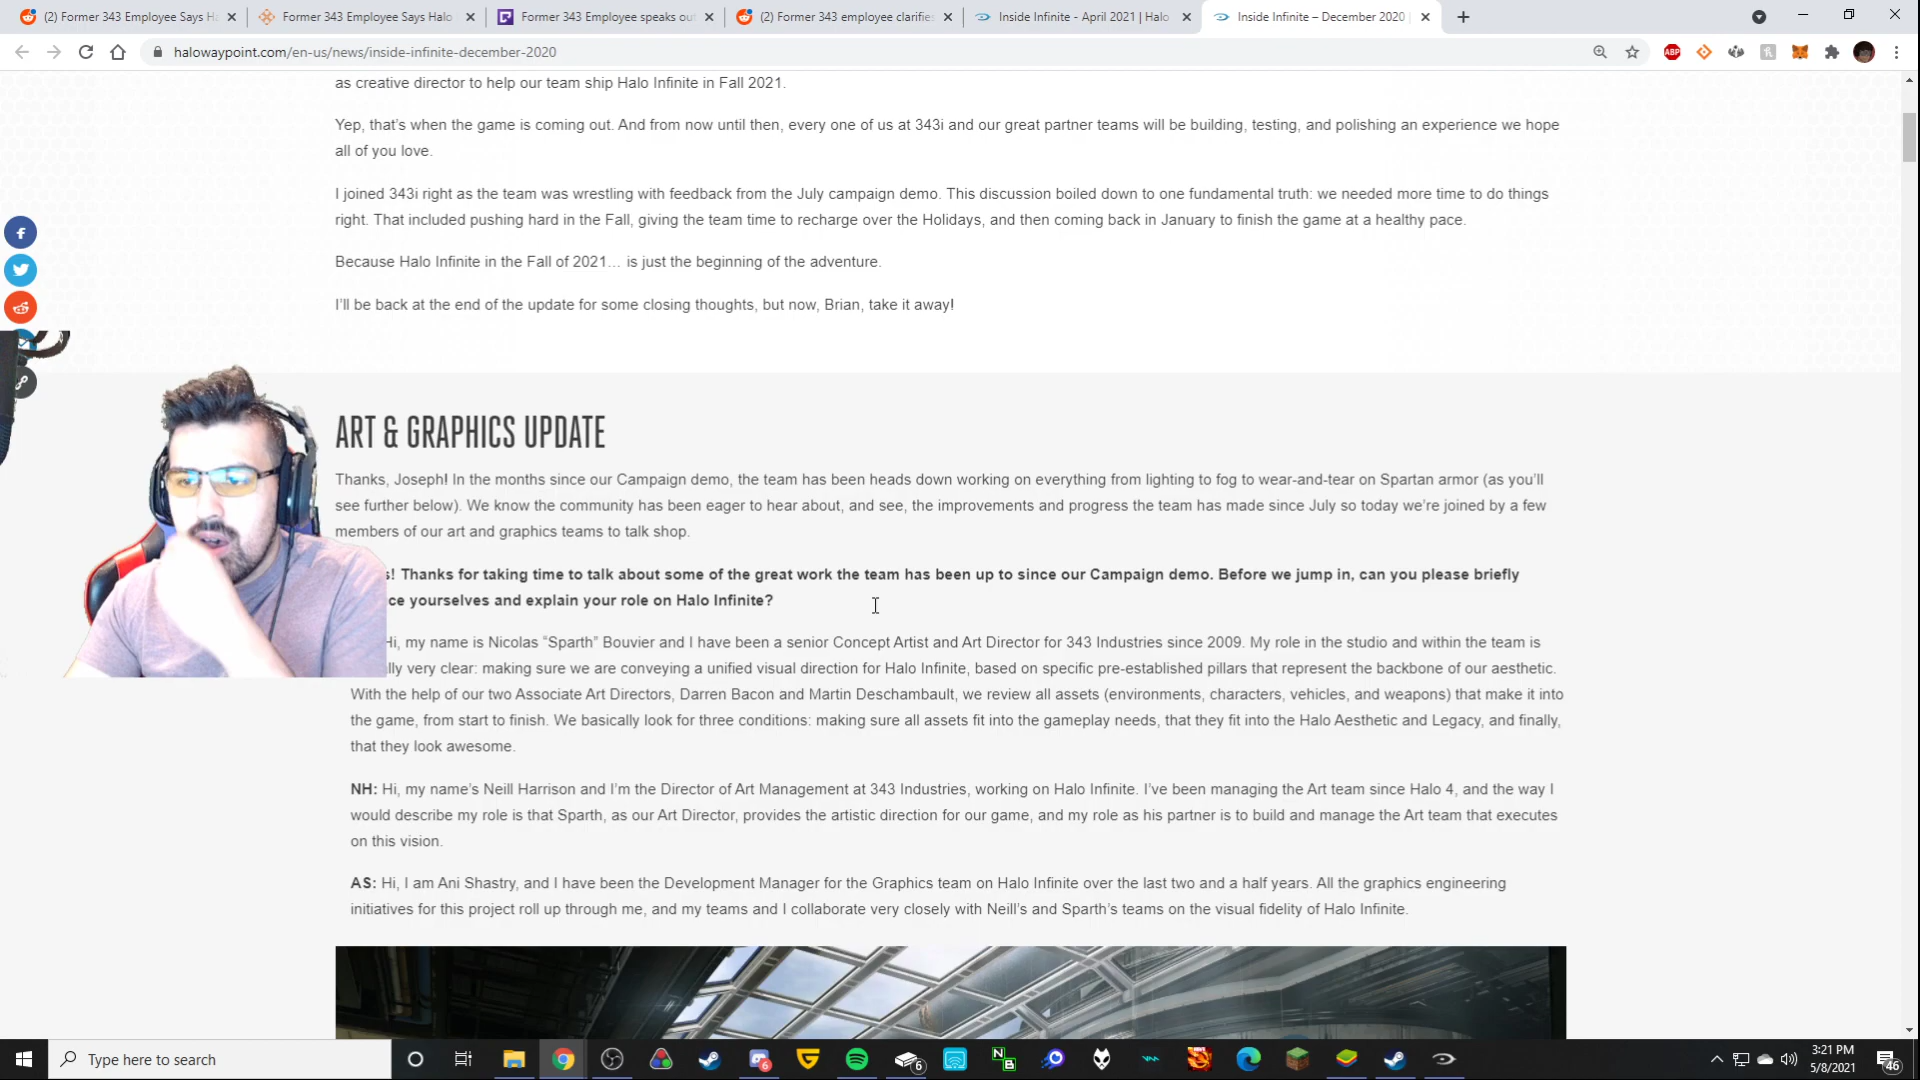 (2) Former 343 Employee Says Ha
Former 343 Employee Says Halo
Former 343 Employee speaks ou
(2) Former 343 employee clarifies
Inside Infinite - April 2021 | Halo
Inside Infinite – December 2020 |
halowaypoint.com/en-us/news/inside-infinite-december-2020
ABP
as creative director to help our team ship Halo Infinite in Fall 2021.
Yep, that’s when the game is coming out. And from now until then, every one of us at 343i and our great partner teams will be building, testing, and polishing an experience we hope
all of you love.
I joined 343i right as the team was wrestling with feedback from the July campaign demo. This discussion boiled down to one fundamental truth: we needed more time to do things
right. That included pushing hard in the Fall, giving the team time to recharge over the Holidays, and then coming back in January to finish the game at a healthy pace.
Because Halo Infinite in the Fall of 2021… is just the beginning of the adventure.
I’ll be back at the end of the update for some closing thoughts, but now, Brian, take it away!
ART & GRAPHICS UPDATE
Thanks, Joseph! In the months since our Campaign demo, the team has been heads down working on everything from lighting to fog to wear-and-tear on Spartan armor (as you’ll
see further below). We know the community has been eager to hear about, and see, the improvements and progress the team has made since July so today we’re joined by a few
members of our art and graphics teams to talk shop.
s! Thanks for taking time to talk about some of the great work the team has been up to since our Campaign demo. Before we jump in, can you please briefly
ce yourselves and explain your role on Halo Infinite?
Hi, my name is Nicolas “Sparth” Bouvier and I have been a senior Concept Artist and Art Director for 343 Industries since 2009. My role in the studio and within the team is
lly very clear: making sure we are conveying a unified visual direction for Halo Infinite, based on specific pre-established pillars that represent the backbone of our aesthetic.
With the help of our two Associate Art Directors, Darren Bacon and Martin Deschambault, we review all assets (environments, characters, vehicles, and weapons) that make it into
the game, from start to finish. We basically look for three conditions: making sure all assets fit into the gameplay needs, that they fit into the Halo Aesthetic and Legacy, and finally,
that they look awesome.
NH: Hi, my name’s Neill Harrison and I’m the Director of Art Management at 343 Industries, working on Halo Infinite. I’ve been managing the Art team since Halo 4, and the way I
would describe my role is that Sparth, as our Art Director, provides the artistic direction for our game, and my role as his partner is to build and manage the Art team that executes
on this vision.
AS: Hi, I am Ani Shastry, and I have been the Development Manager for the Graphics team on Halo Infinite over the last two and a half years. All the graphics engineering
initiatives for this project roll up through me, and my teams and I collaborate very closely with Neill’s and Sparth’s teams on the visual fidelity of Halo Infinite.
Type here to search
6
6
N
B
3:21 PM
5/8/2021
46